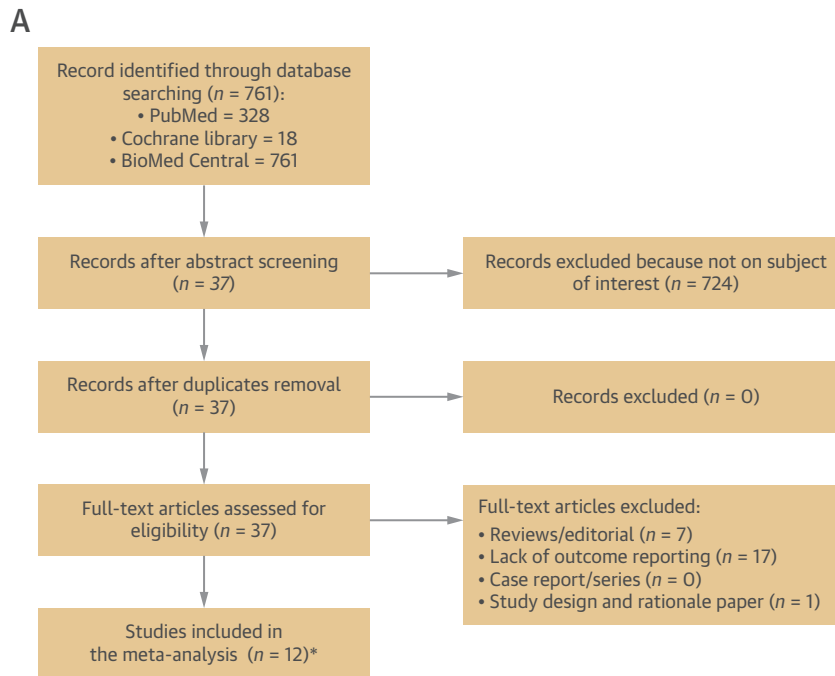 A
Record identified through database
searching (n = 761):
• PubMed = 328
• Cochrane library = 18
• BioMed Central = 761
Records after abstract screening
(n = 37)
Records excluded because not on subject
of interest (n = 724)
Records after duplicates removal
(n = 37)
Records excluded (n = 0)
Full-text articles assessed for
eligibility (n = 37)
Full-text articles excluded:
• Reviews/editorial (n = 7)
• Lack of outcome reporting (n = 17)
• Case report/series (n = 0)
• Study design and rationale paper (n = 1)
Studies included in
the meta-analysis (n = 12)*